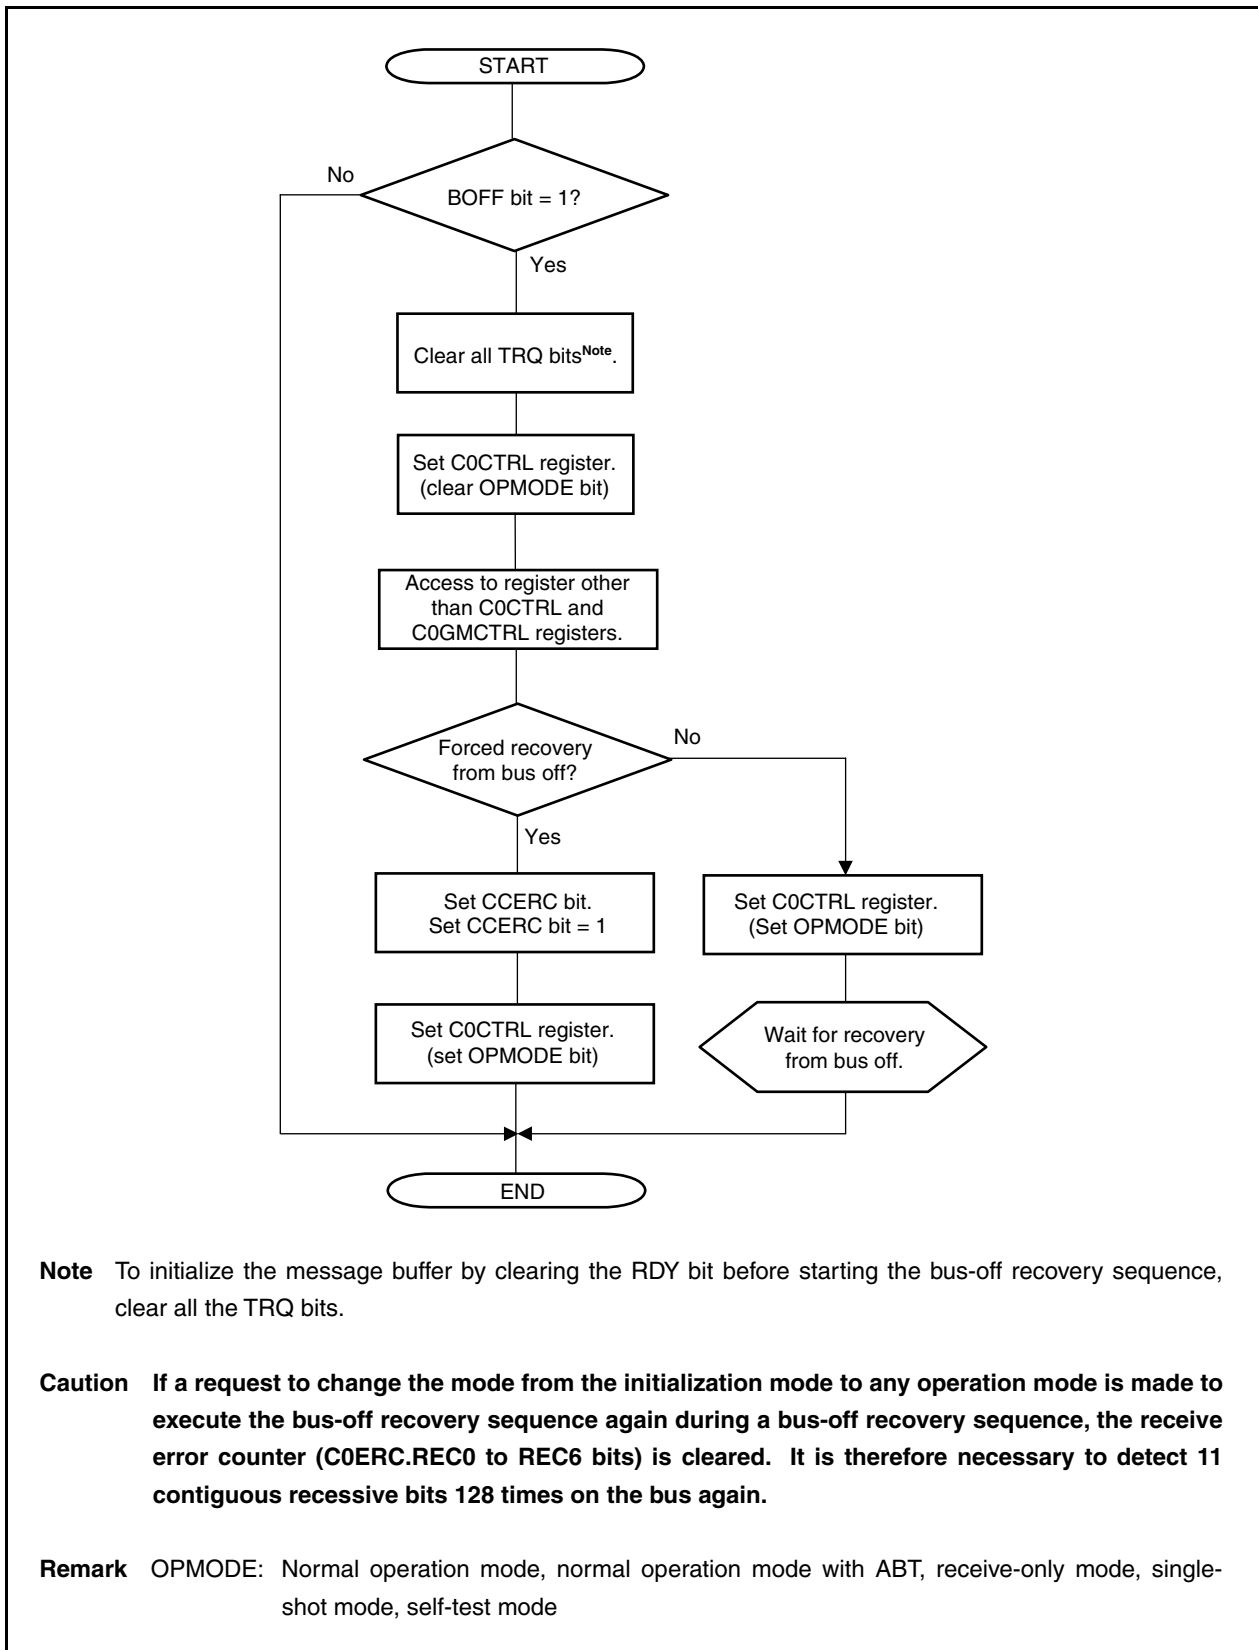 START
BOFF bit = 1?
No
Yes
Clear all TRQ bitsNote.
Set C0CTRL register.
(clear OPMODE bit)
Access to register other
than C0CTRL and
C0GMCTRL registers.
Forced recovery
from bus off?
No
Yes
Set CCERC bit.
Set CCERC bit = 1
Set C0CTRL register.
(Set OPMODE bit)
Set C0CTRL register.
(set OPMODE bit)
Wait for recovery
from bus off.
END
Note To initialize the message buffer by clearing the RDY bit before starting the bus-off recovery sequence,
clear all the TRQ bits.
Caution If a request to change the mode from the initialization mode to any operation mode is made to
execute the bus-off recovery sequence again during a bus-off recovery sequence, the receive
error counter (C0ERC.REC0 to REC6 bits) is cleared. It is therefore necessary to detect 11
contiguous recessive bits 128 times on the bus again.
Remark OPMODE: Normal operation mode, normal operation mode with ABT, receive-only mode, single-
shot mode, self-test mode